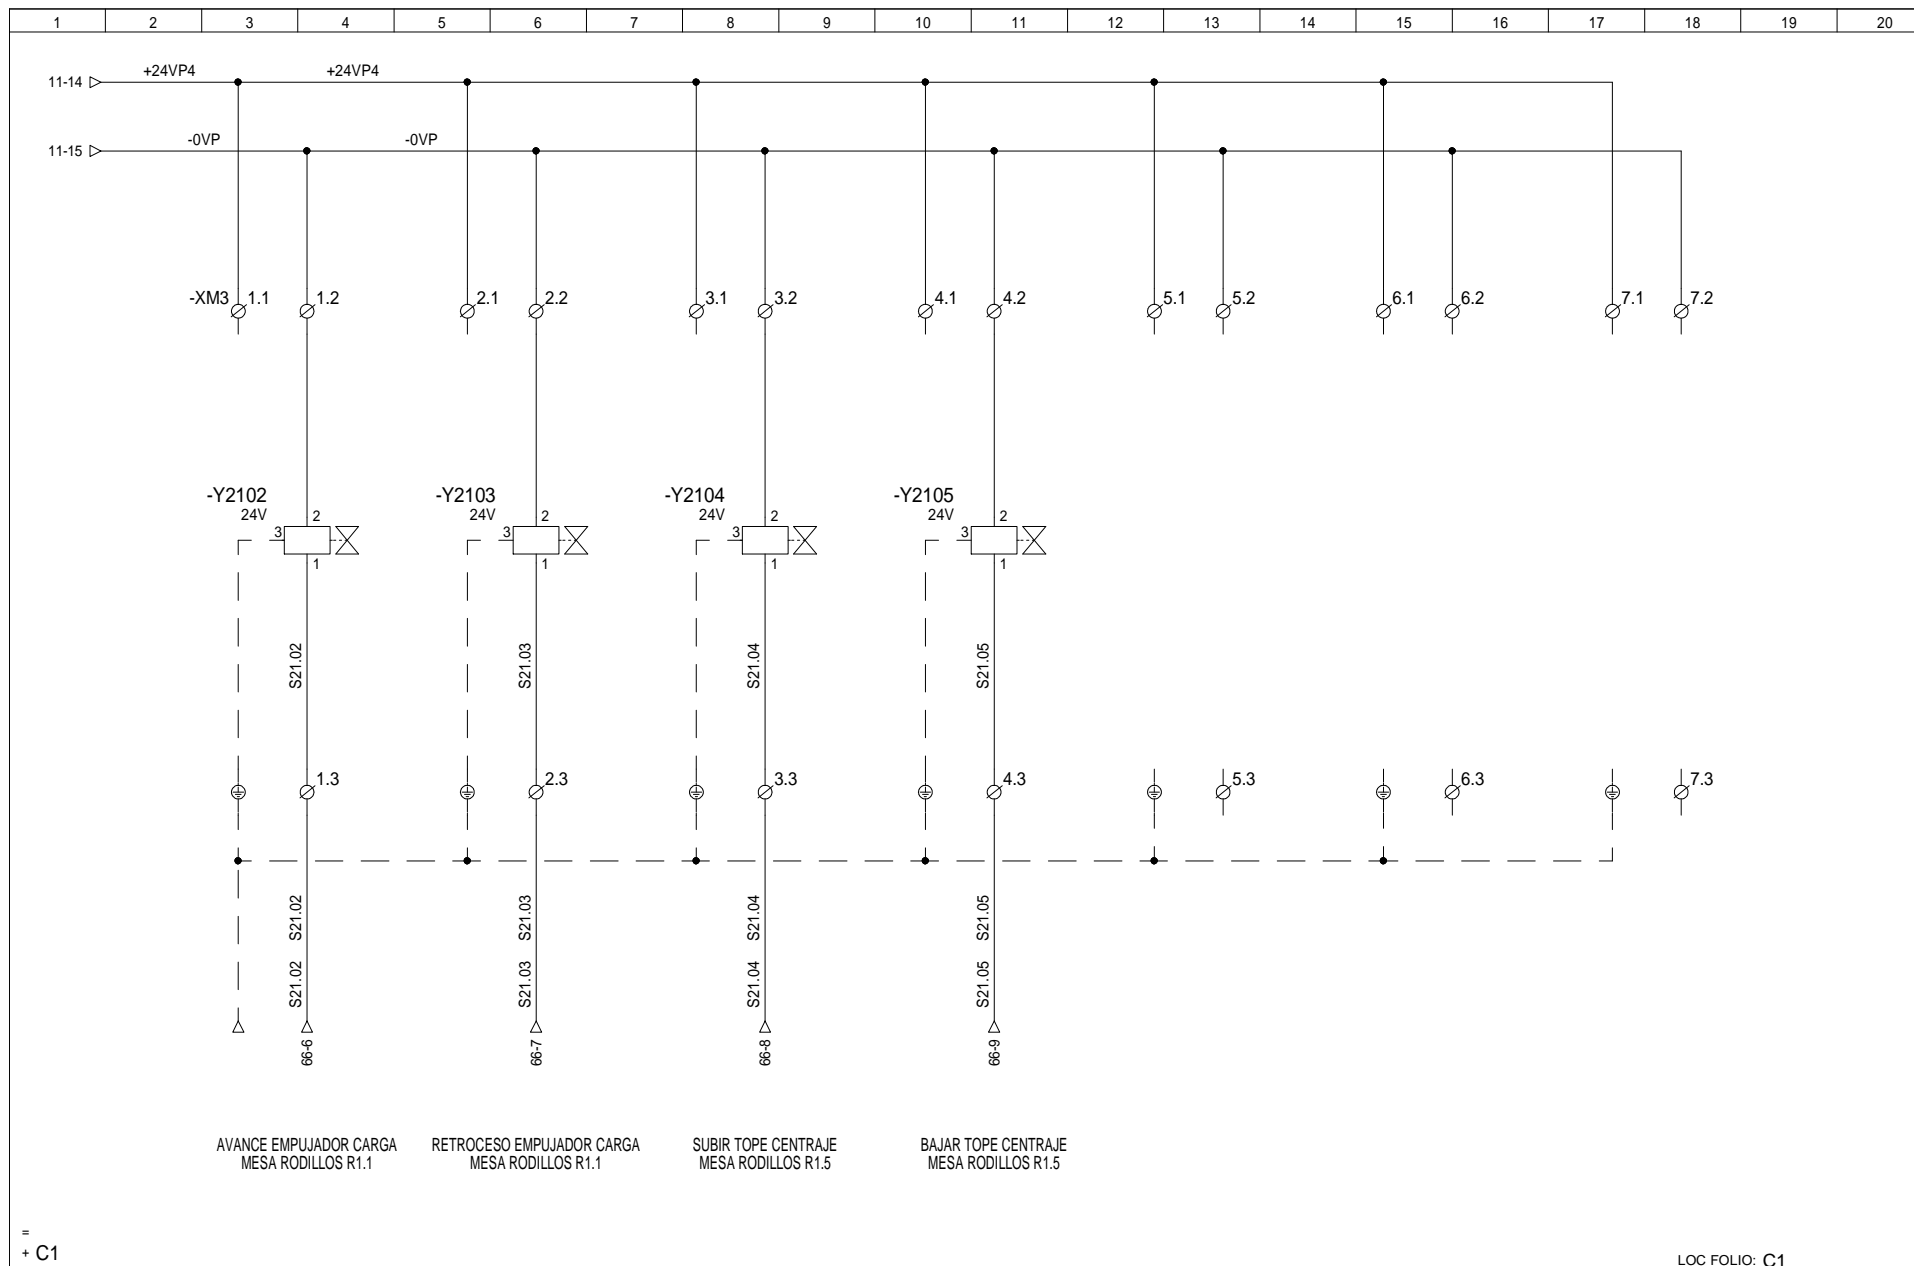 1 2 3 4 5 6 7 8 9 10 11 12 13 14 15 16 17 18 19 20
11-14 +24VP4 +24VP4
11-15 -0VP -0VP
-XM3 1.1 1.2 2.1 2.2 3.1 3.2 4.1 4.2 5.1 5.2 6.1 6.2 7.1 7.2
-Y2102 -Y2103 -Y2104 -Y2105
24V 2 24V 2 24V 2 24V 2
3 3 3 3
1 1 1 1
S21.02 S21.03 S21.04 S21.05
1.3 2.3 3.3 4.3 5.3 6.3 7.3
S21.02 S21.03 S21.04 S21.05
S21.02 S21.03 S21.04 S21.05
66-6 66-7 66-8 66-9
AVANCE EMPUJADOR CARGA
MESA RODILLOS R1.1
RETROCESO EMPUJADOR CARGA
MESA RODILLOS R1.1
SUBIR TOPE CENTRAJE
MESA RODILLOS R1.5
BAJAR TOPE CENTRAJE
MESA RODILLOS R1.5
=
+ C1
LOC FOLIO: C1